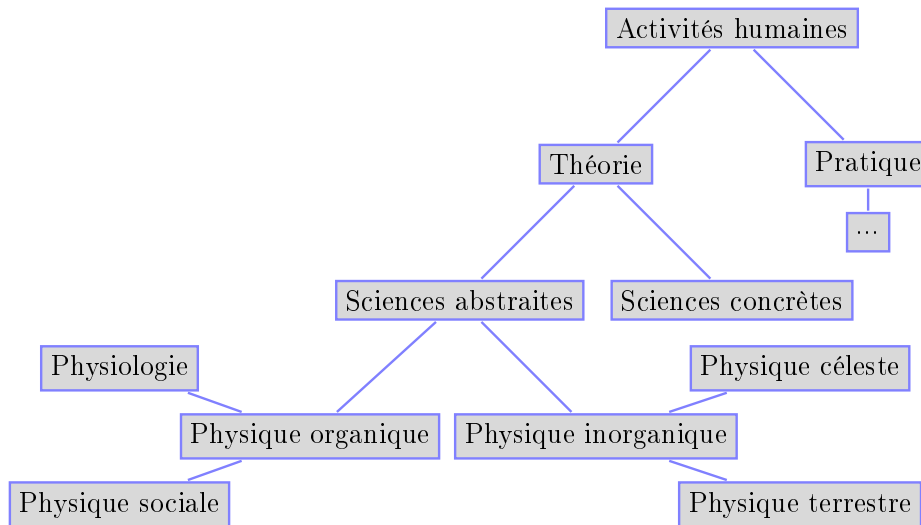 Activités humaines
Théorie
Pratique
...
Sciences abstraites
Sciences concrètes
Physiologie
Physique céleste
Physique organique
Physique inorganique
Physique sociale
Physique terrestre